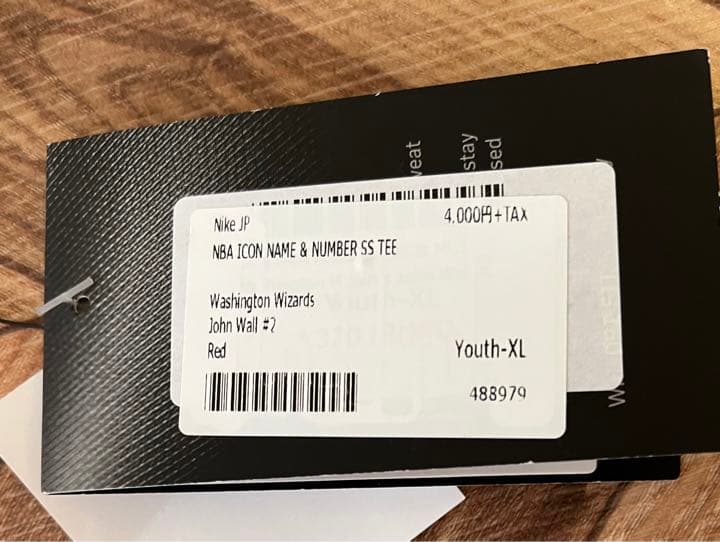 Nike JP
4,000円+TAX
NBA ICON NAME & NUMBER SS TEE
Washington Wizards
John Wall #2
Red
Youth-XL
488979
stay